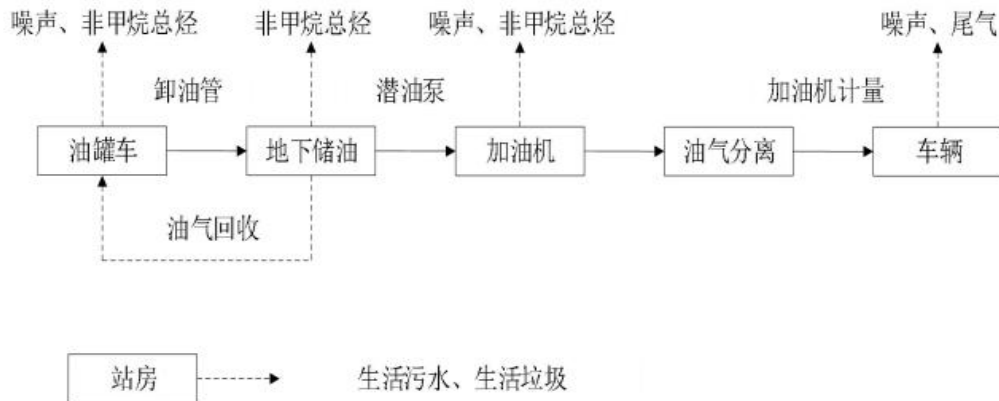 噪声、非甲烷总烃 非甲烷总烃 噪声、非甲烷总烃 噪声、尾气
卸油管 潜油泵 加油机计量
油罐车 地下储油 加油机 油气分离 车辆
油气回收
站房 生活污水、生活垃圾